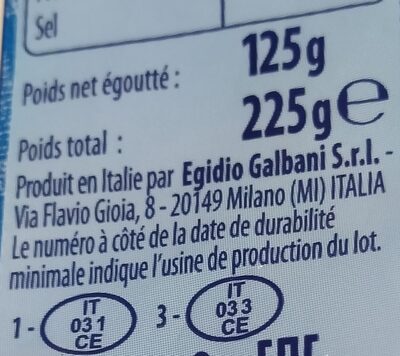 Sel
Poids net égoutté : 125g
Poids total : 225g e
Produit en Italie par Egidio Galbani S.r.l. -
Via Flavio Gioia, 8 - 20149 Milano (MI) ITALIA
Le numéro à côté de la date de durabilité
minimale indique l'usine de production du lot.
1 - IT 3 - IT
031 033
CE CE